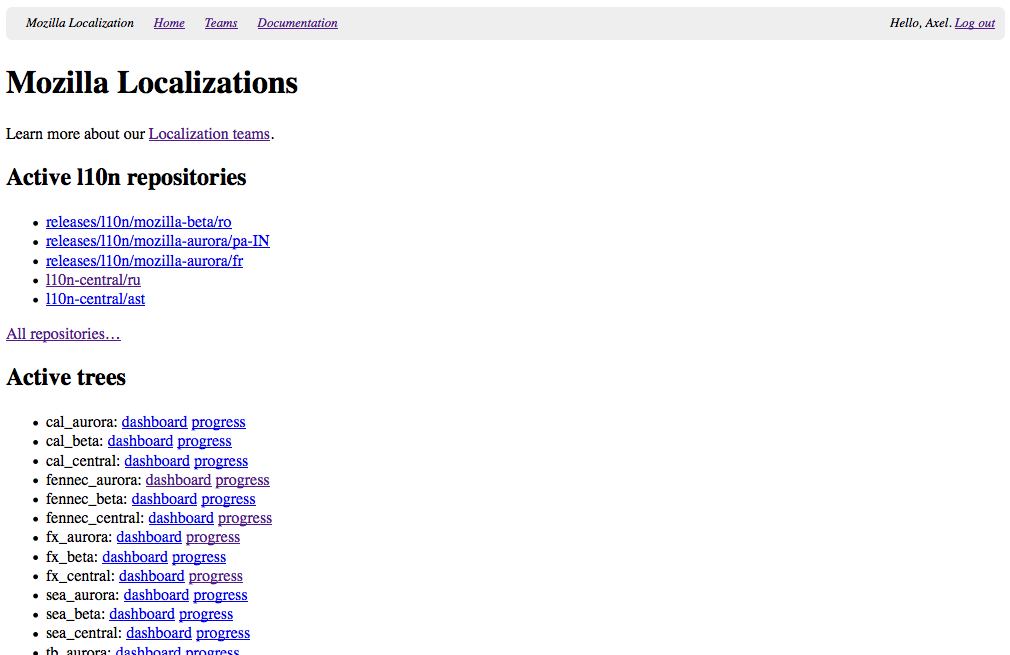 Mozilla Localization Home Teams Documentation Hello, Axel. Log out
Mozilla Localizations
Learn more about our Localization teams.
Active l10n repositories
releases/l10n/mozilla-beta/ro
releases/l10n/mozilla-aurora/pa-IN
releases/l10n/mozilla-aurora/fr
l10n-central/ru
l10n-central/ast
All repositories…
Active trees
cal_aurora: dashboard progress
cal_beta: dashboard progress
cal_central: dashboard progress
fennec_aurora: dashboard progress
fennec_beta: dashboard progress
fennec_central: dashboard progress
fx_aurora: dashboard progress
fx_beta: dashboard progress
fx_central: dashboard progress
sea_aurora: dashboard progress
sea_beta: dashboard progress
sea_central: dashboard progress
tb_aurora: dashboard progress